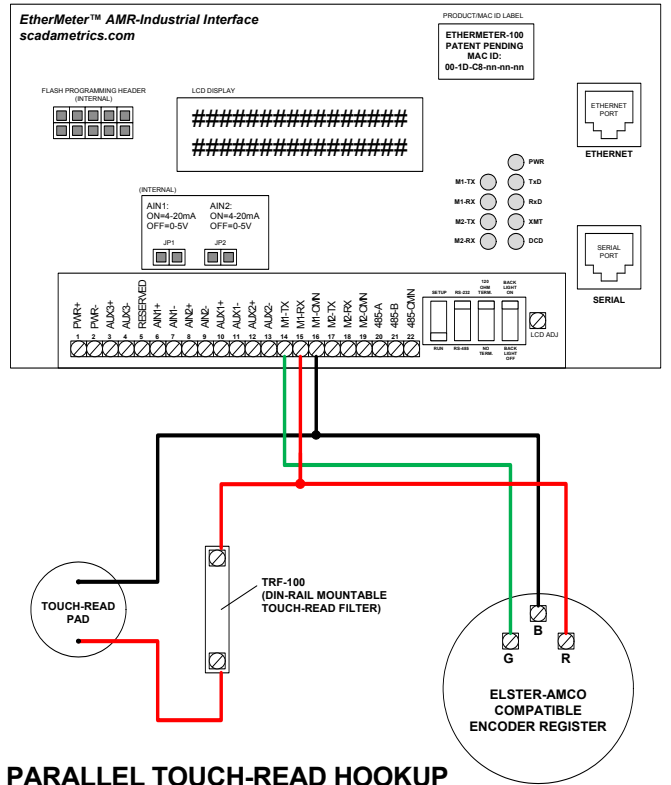 EtherMeter™ AMR-Industrial Interface
scadametrics.com
PRODUCT/MAC ID LABEL
ETHERMETER-100
PATENT PENDING
MAC ID:
00-1D-C8-nn-nn-nn
FLASH PROGRAMMING HEADER
(INTERNAL)
LCD DISPLAY
##################
##################
ETHERNET
PORT
ETHERNET
PWR
M1-TX TxD
M1-RX RxD
M2-TX XMT
M2-RX DCD
(INTERNAL)
AIN1: AIN2:
ON=4-20mA ON=4-20mA
OFF=0-5V OFF=0-5V
JP1 JP2
SERIAL
PORT
SERIAL
PWR+ PWR- AUX3+ AUX3- RESERVED AIN1+ AIN1- AIN2+ AIN2- AUX1+ AUX1- AUX2+ AUX2- M1-TX M1-RX M1-CMN M2-TX M2-RX M2-CMN 485-A 485-B 485-CMN
1 2 3 4 5 6 7 8 9 10 11 12 13 14 15 16 17 18 19 20 21 22
SETUP RS-232 120 OHM TERM. BACK LIGHT ON
RUN RS-485 NO TERM. BACK LIGHT OFF
LCD ADJ
TRF-100
(DIN-RAIL MOUNTABLE
TOUCH-READ FILTER)
TOUCH-READ
PAD
G B R
ELSTER-AMCO
COMPATIBLE
ENCODER REGISTER
PARALLEL TOUCH-READ HOOKUP